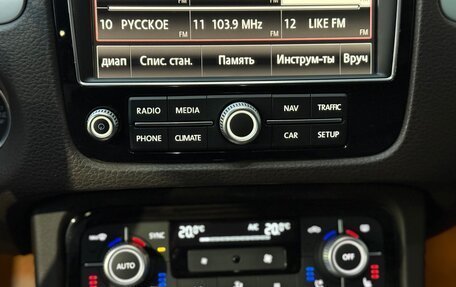 10 РУССКОЕ FM 11 103.9 MHz FM 12 LIKE FM FM
диап Спис. стан. Память Инструм-ты Вруч
RADIO MEDIA NAV TRAFFIC
PHONE CLIMATE CAR SETUP
20.0°C A/C 20.0°C
SYNC
AUTO OFF